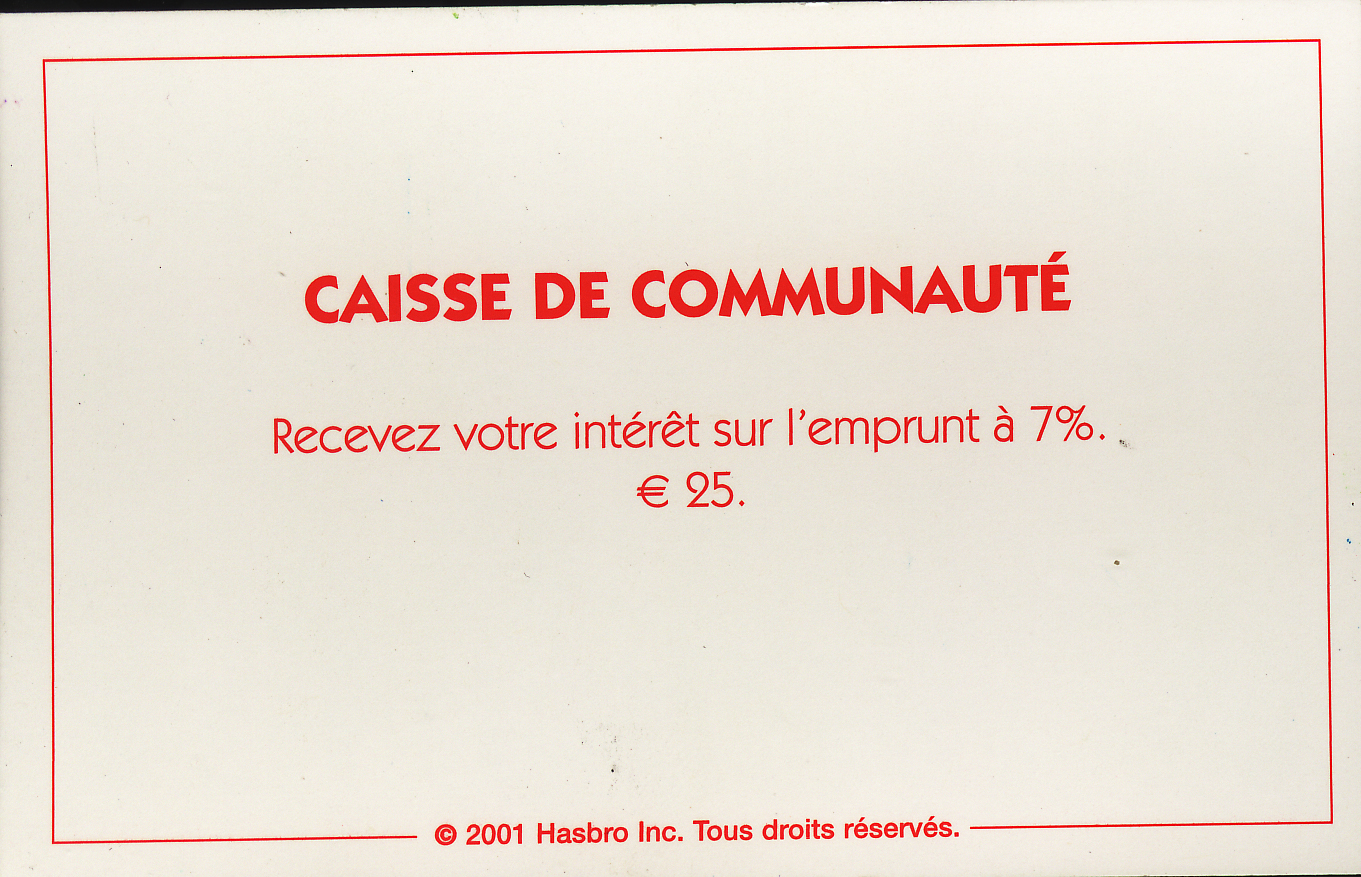 CAISSE DE COMMUNAUTÉ
Recevez votre intérêt sur l'emprunt à 7%.
€ 25.
© 2001 Hasbro Inc. Tous droits réservés.